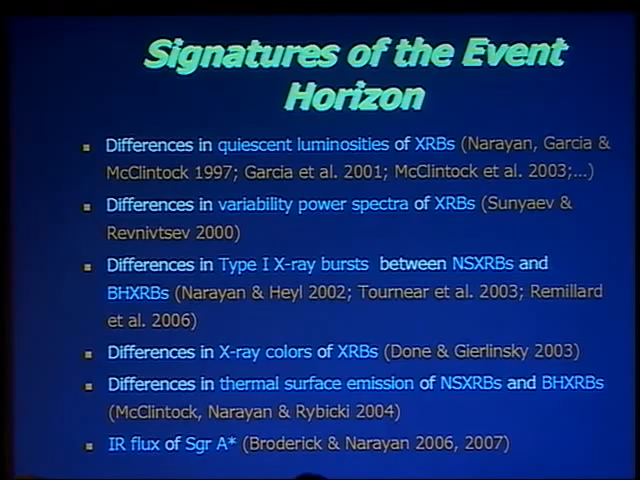 Signatures of the Event
Horizon
Differences in quiescent luminosities of XRBs (Narayan, Garcia &
McClintock 1997; Garcia et al. 2001; McClintock et al. 2003;...)
Differences in variability power spectra of XRBs (Sunyaev &
Revnivtsev 2000)
Differences in Type I X-ray bursts between NSXRBs and
BHXRBs (Narayan & Heyl 2002; Tournear et al. 2003; Remillard
et al. 2006)
Differences in X-ray colors of XRBs (Done & Gierlinsky 2003)
Differences in thermal surface emission of NSXRBs and BHXRBs
(McClintock, Narayan & Rybicki 2004)
IR flux of Sgr A* (Broderick & Narayan 2006, 2007)